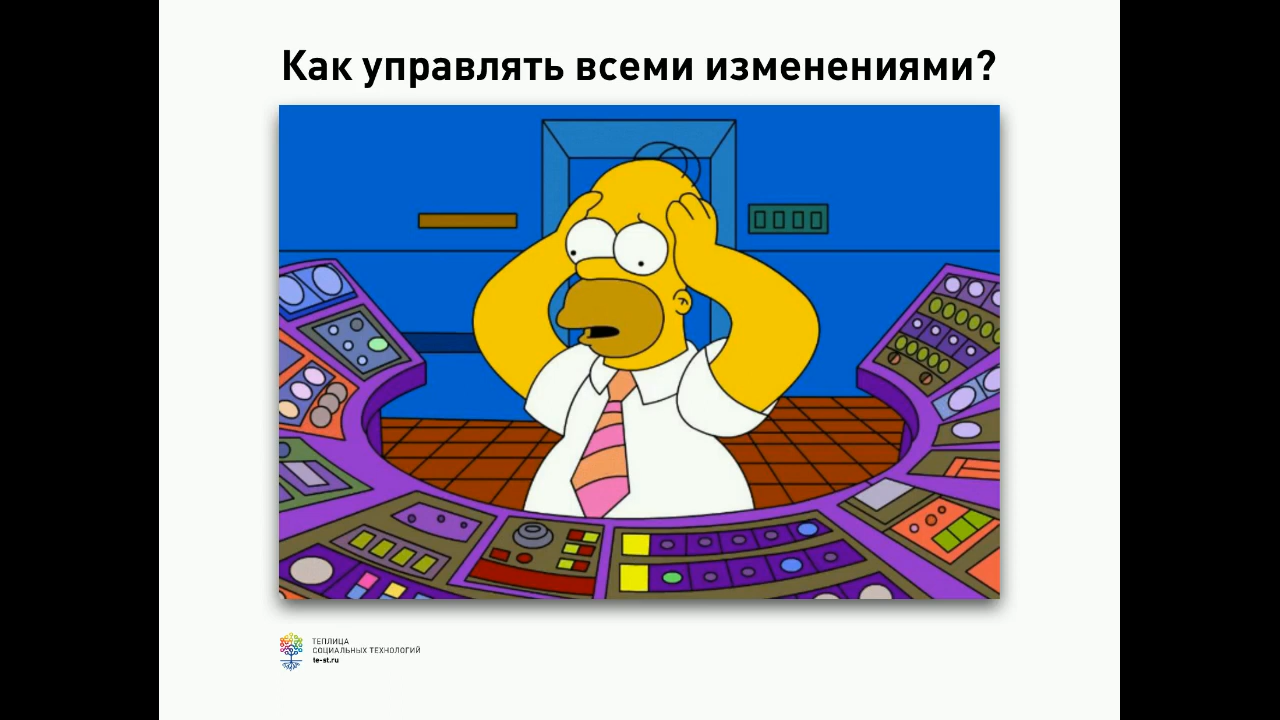 Как управлять всеми изменениями?
ТЕПЛИЦА
СОЦИАЛЬНЫХ ТЕХНОЛОГИЙ
te-st.ru